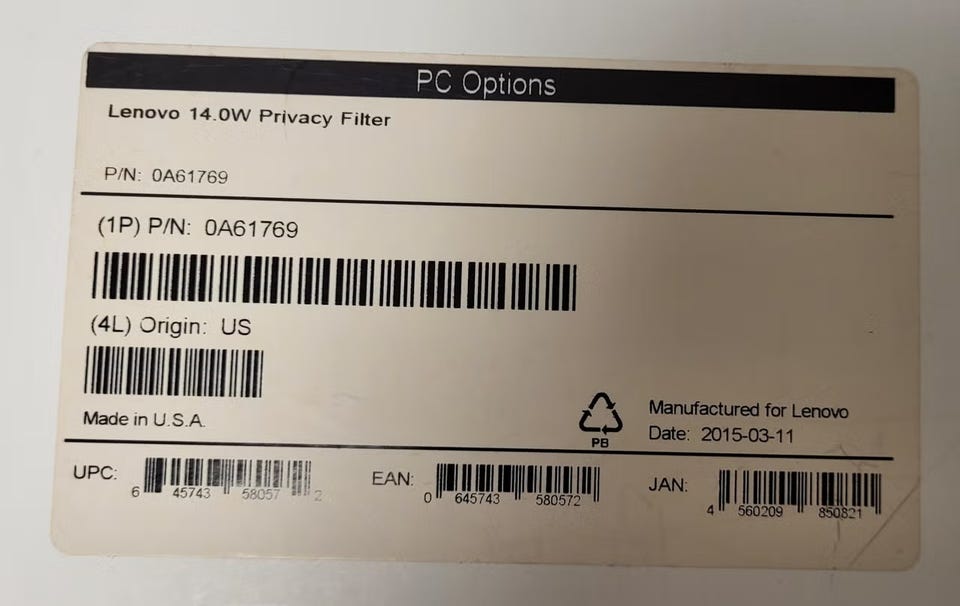 PC Options
Lenovo 14.0W Privacy Filter
P/N: 0A61769
(1P) P/N: 0A61769
(4L) Origin: US
Made in U.S.A.
PB
Manufactured for Lenovo
Date: 2015-03-11
UPC: 6 45743 58057 2
EAN: 0 645743 580572
JAN: 4 560209 850821